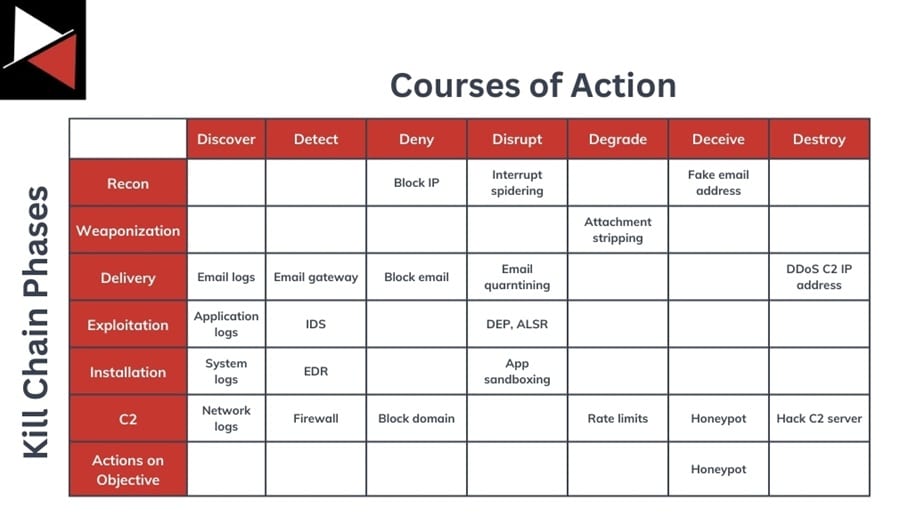 Courses of Action
Kill Chain Phases
Discover Detect Deny Disrupt Degrade Deceive Destroy
Recon Block IP Interrupt spidering Fake email address
Weaponization Attachment stripping
Delivery Email logs Email gateway Block email Email quarntining DDoS C2 IP address
Exploitation Application logs IDS DEP, ALSR
Installation System logs EDR App sandboxing
C2 Network logs Firewall Block domain Rate limits Honeypot Hack C2 server
Actions on Objective Honeypot